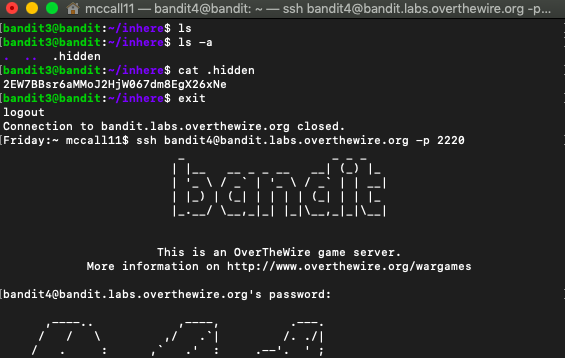 mccall11 — bandit4@bandit: ~ — ssh bandit4@bandit.labs.overthewire.org -p...
[bandit3@bandit:~/inhere$ ls
[bandit3@bandit:~/inhere$ ls -a
. .. .hidden
[bandit3@bandit:~/inhere$ cat .hidden
2EW7BBsr6aMMoJ2HjW067dm8EgX26xNe
[bandit3@bandit:~/inhere$ exit
logout
Connection to bandit.labs.overthewire.org closed.
[Friday:~ mccall11$ ssh bandit4@bandit.labs.overthewire.org -p 2220
bandit
This is an OverTheWire game server.
More information on http://www.overthewire.org/wargames
[bandit4@bandit.labs.overthewire.org's password: